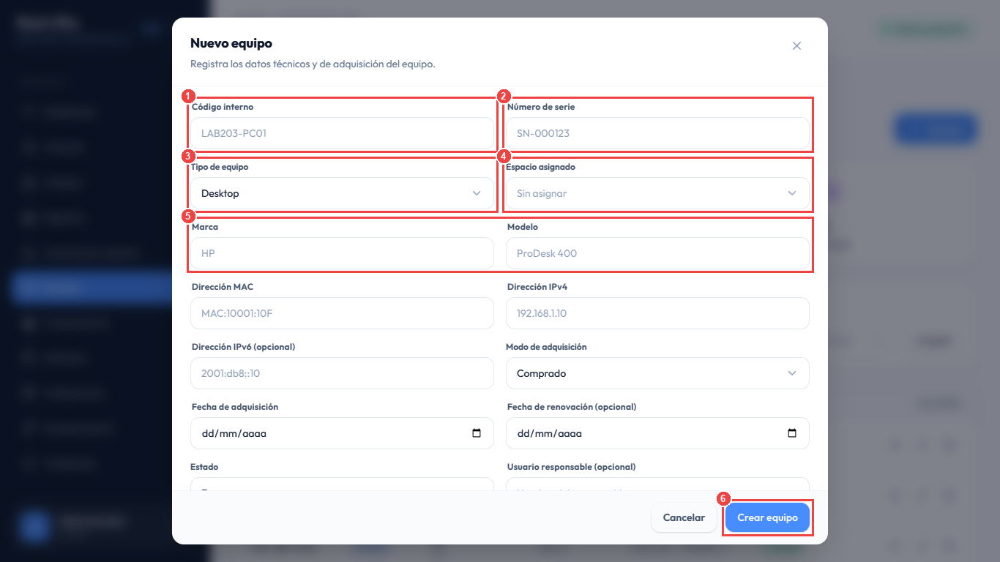 Nuevo equipo
Registra los datos técnicos y de adquisición del equipo.
1 2
Código interno Número de serie
LAB203-PC01 SN-000123
3 4
Tipo de equipo Espacio asignado
Desktop Sin asignar
5
Marca Modelo
HP ProDesk 400
Dirección MAC Dirección IPv4
MAC:10001:10F 192.168.1.10
Dirección IPv6 (opcional) Modo de adquisición
2001:db8::10 Comprado
Fecha de adquisición Fecha de renovación (opcional)
dd/mm/aaaa dd/mm/aaaa
Estado Usuario responsable (opcional)
6
Cancelar Crear equipo